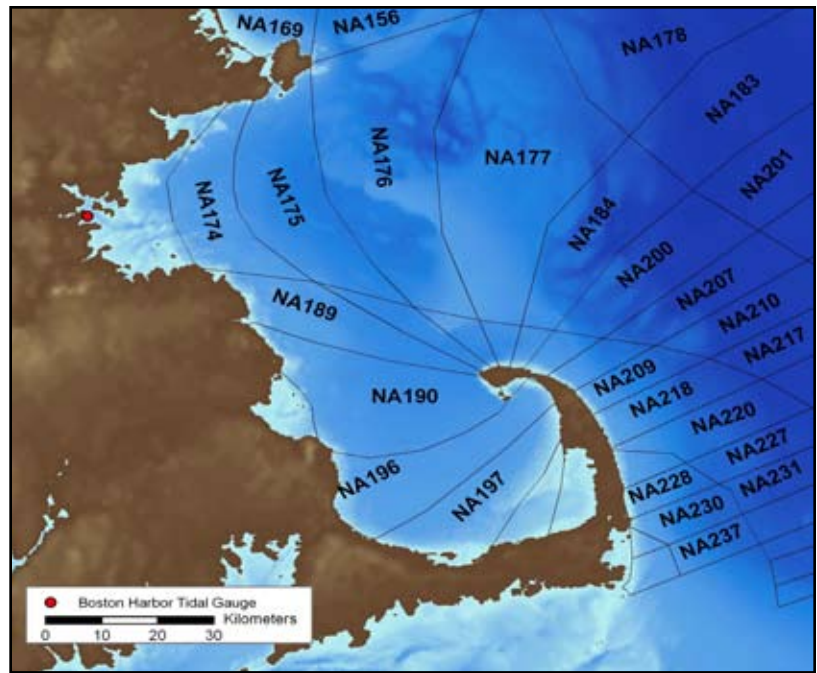 NA169
NA156
NA178
NA183
NA176
NA177
NA201
NA174
NA175
NA184
NA200
NA207
NA189
NA210
NA217
NA209
NA190
NA218
NA220
NA196
NA197
NA227
NA228
NA231
NA230
NA237
Boston Harbor Tidal Gauge
Kilometers
0 10 20 30